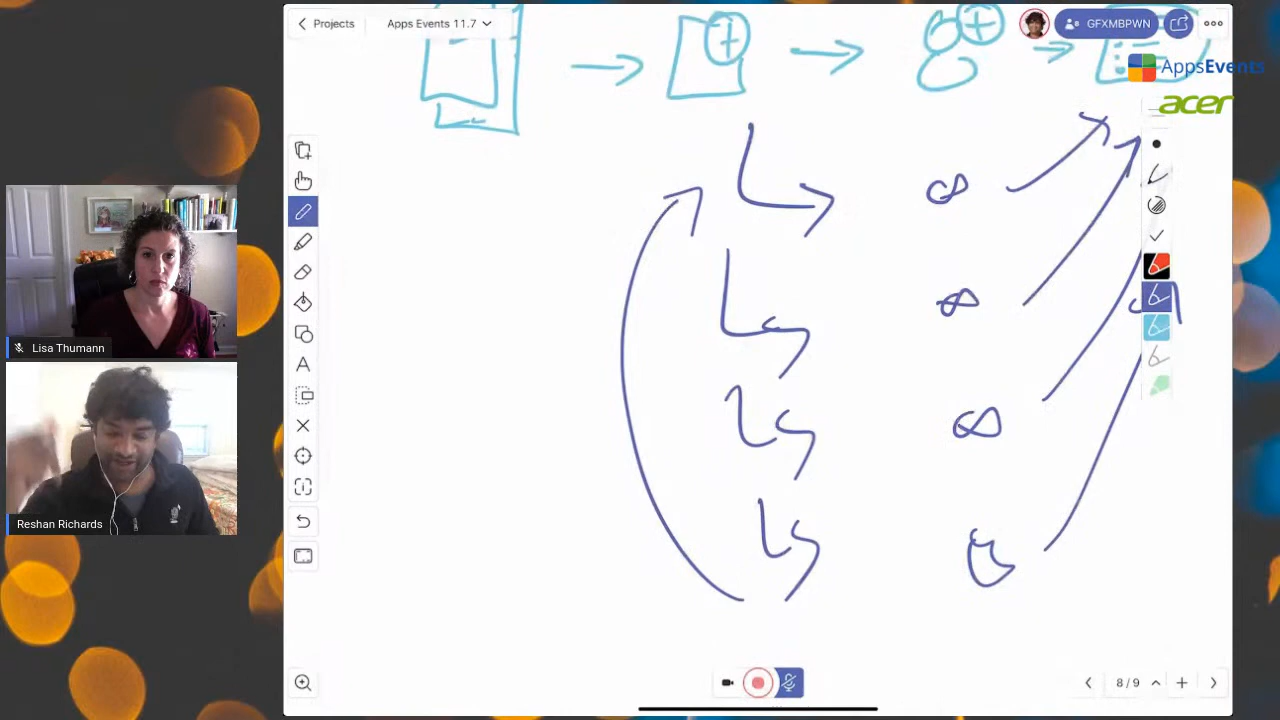 Projects
Apps Events 11.7
GFXMBPWN
AppsEvents
acer
Lisa Thumann
Reshan Richards
A
8/9